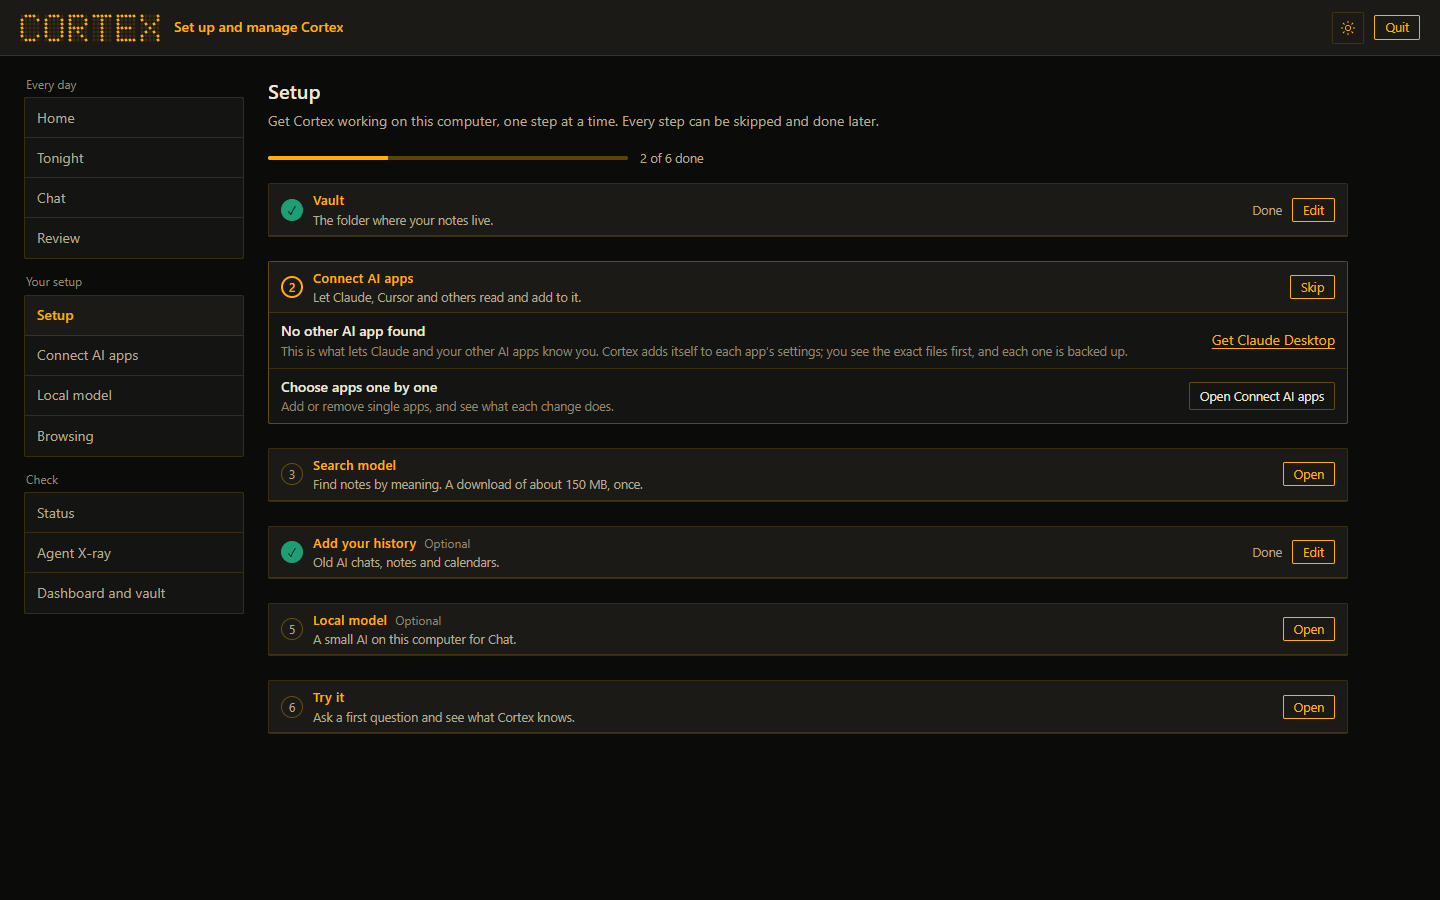 CORTEX
Set up and manage Cortex
Quit
Every day
Home
Tonight
Chat
Review
Your setup
Setup
Connect AI apps
Local model
Browsing
Check
Status
Agent X-ray
Dashboard and vault
Setup
Get Cortex working on this computer, one step at a time. Every step can be skipped and done later.
2 of 6 done
Vault
The folder where your notes live.
Done
Edit
2
Connect AI apps
Let Claude, Cursor and others read and add to it.
Skip
No other AI app found
This is what lets Claude and your other AI apps know you. Cortex adds itself to each app's settings; you see the exact files first, and each one is backed up.
Get Claude Desktop
Choose apps one by one
Add or remove single apps, and see what each change does.
Open Connect AI apps
3
Search model
Find notes by meaning. A download of about 150 MB, once.
Open
Add your history Optional
Old AI chats, notes and calendars.
Done
Edit
5
Local model Optional
A small AI on this computer for Chat.
Open
6
Try it
Ask a first question and see what Cortex knows.
Open